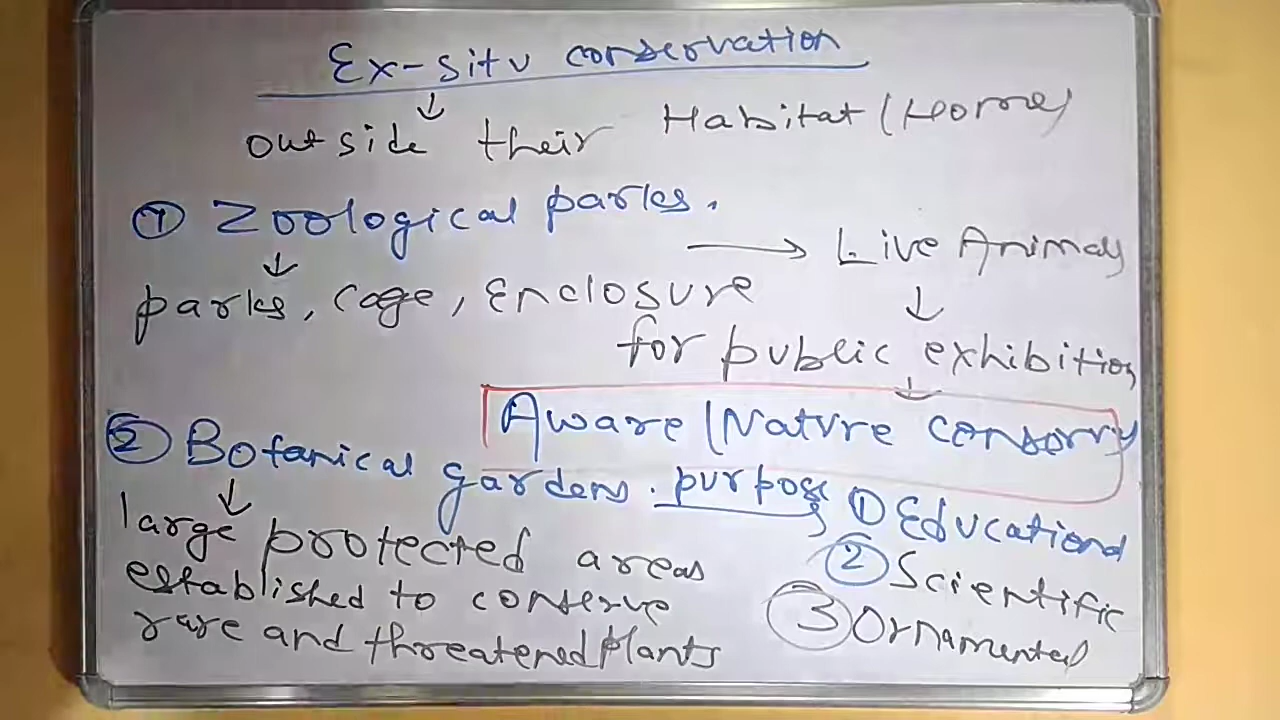 Ex-situ conservation
↓
outside their Habitat (Home)
① Zoological parks.
↓
parks, cage, Enclosure → Live Animals
↓
for public exhibition
↓
Aware / Nature
② Botanical gardens. purpose ① Educational
↓
large protected areas
② Scientific
established to conserve
③ Ornamental
rare and threatened plants